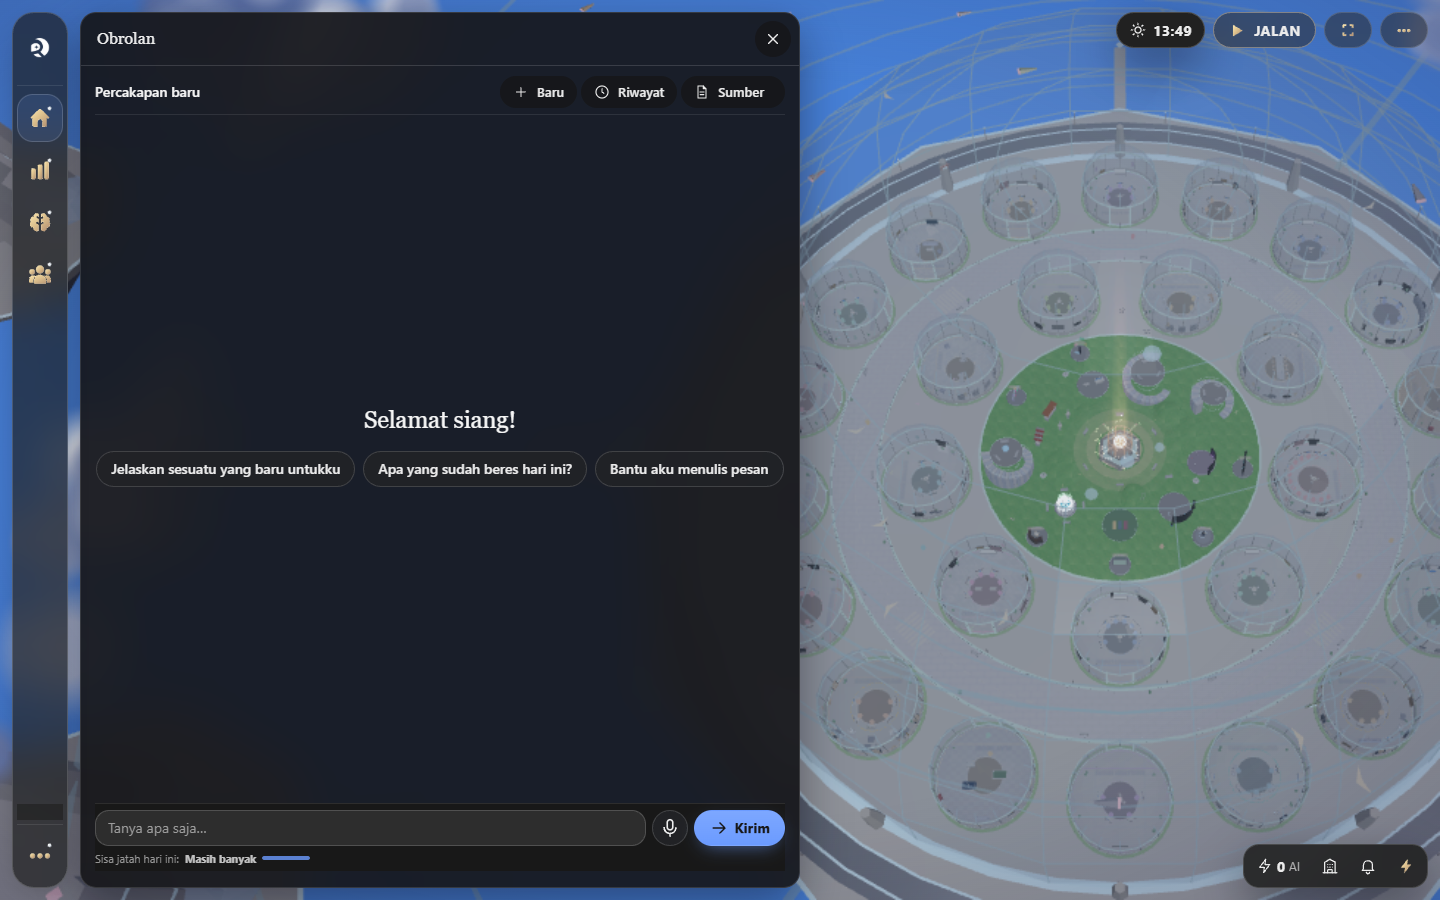 Obrolan
13:49
JALAN
Percakapan baru
Baru
Riwayat
Sumber
Selamat siang!
Jelaskan sesuatu yang baru untukku
Apa yang sudah beres hari ini?
Bantu aku menulis pesan
Tanya apa saja...
Kirim
Sisa jatah hari ini: Masih banyak
0 AI